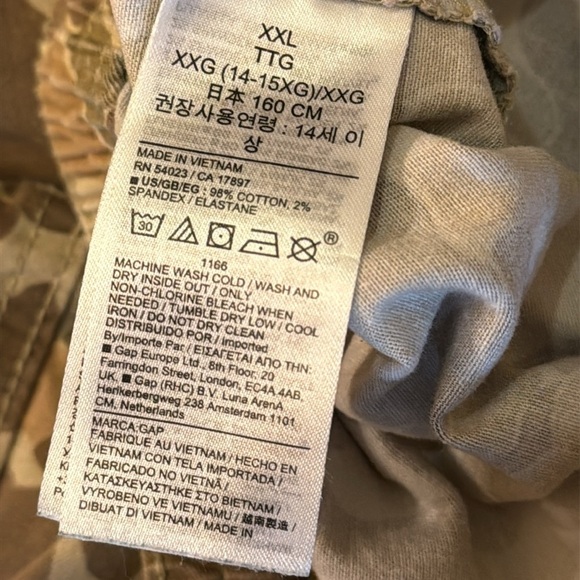 XXL
TTG
XXG (14-15XG)/XXG
日本 160 CM
권장사용연령 : 14세 이
상
MADE IN VIETNAM
RN 54023 / CA 17897
■ US/GB/EG : 98% COTTON, 2%
SPANDEX / ELASTANE
30
®
1166
MACHINE WASH COLD / WASH AND
DRY INSIDE OUT / ONLY
NON-CHLORINE BLEACH WHEN
NEEDED / TUMBLE DRY LOW / COOL
IRON / DO NOT DRY CLEAN
DISTRIBUIDO POR / Imported
By/Importe Par / ΕΙΣΑΓΕΤΑΙ ΑΠΟ ΤΗΝ:
■ Gap Europe Ltd., 8th Floor, 20
Farringdon Street, London, EC4A 4AB,
UK. ■ Gap (RHC) B.V. Luna ArenA,
Herikerbergweg 238 Amsterdam 1101
CM, Netherlands
MARCA:GAP
FABRIQUÉ AU VIETNAM / HECHO EN
VIETNAM CON TELA IMPORTADA /
FABRICADO NO VIETNÃ /
ΚΑΤΑΣΚΕΥΑΣΤΗΚΕ ΣΤΟ ΒΙΕΤΝΑΜ /
VYROBENO VE VIETNAMU / 越南製造 /
DIBUAT DI VIETNAM / MADE IN